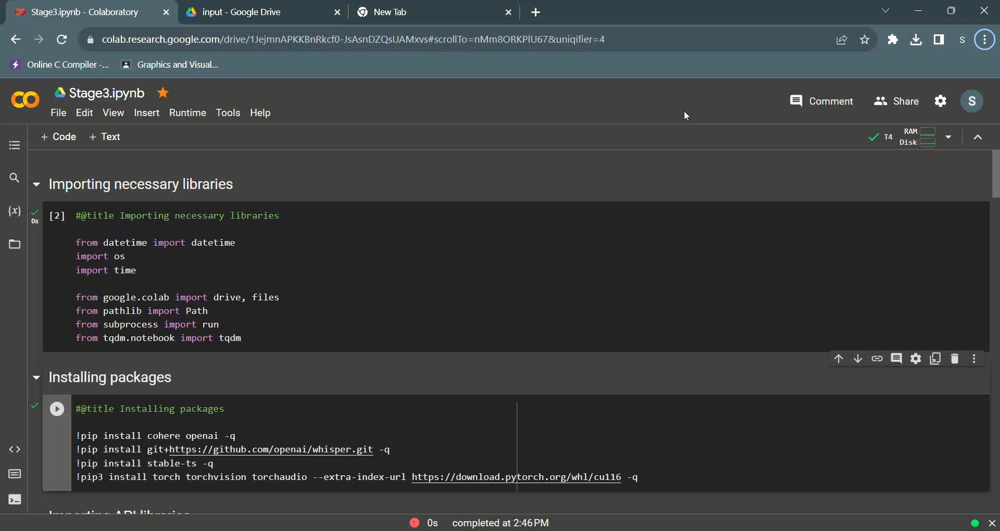 Stage3.ipynb - Colaboratory
input - Google Drive
New Tab
colab.research.google.com/drive/1JejmnAPKKBnRkcf0-JsAsnDZQsUAMxvs#scrollTo=nMm8ORKPlU67&uniqifier=4
S
Online C Compiler -...
Graphics and Visual...
Stage3.ipynb
File Edit View Insert Runtime Tools Help
Comment
Share
S
+ Code + Text
T4
RAM
Disk
Importing necessary libraries
{x}
0s
[2] #@title Importing necessary libraries
from datetime import datetime
import os
import time
from google.colab import drive, files
from pathlib import Path
from subprocess import run
from tqdm.notebook import tqdm
Installing packages
#@title Installing packages
!pip install cohere openai -q
!pip install git+https://github.com/openai/whisper.git -q
!pip install stable-ts -q
!pip3 install torch torchvision torchaudio --extra-index-url https://download.pytorch.org/whl/cu116 -q
Importing API libraries
0s completed at 2:46 PM